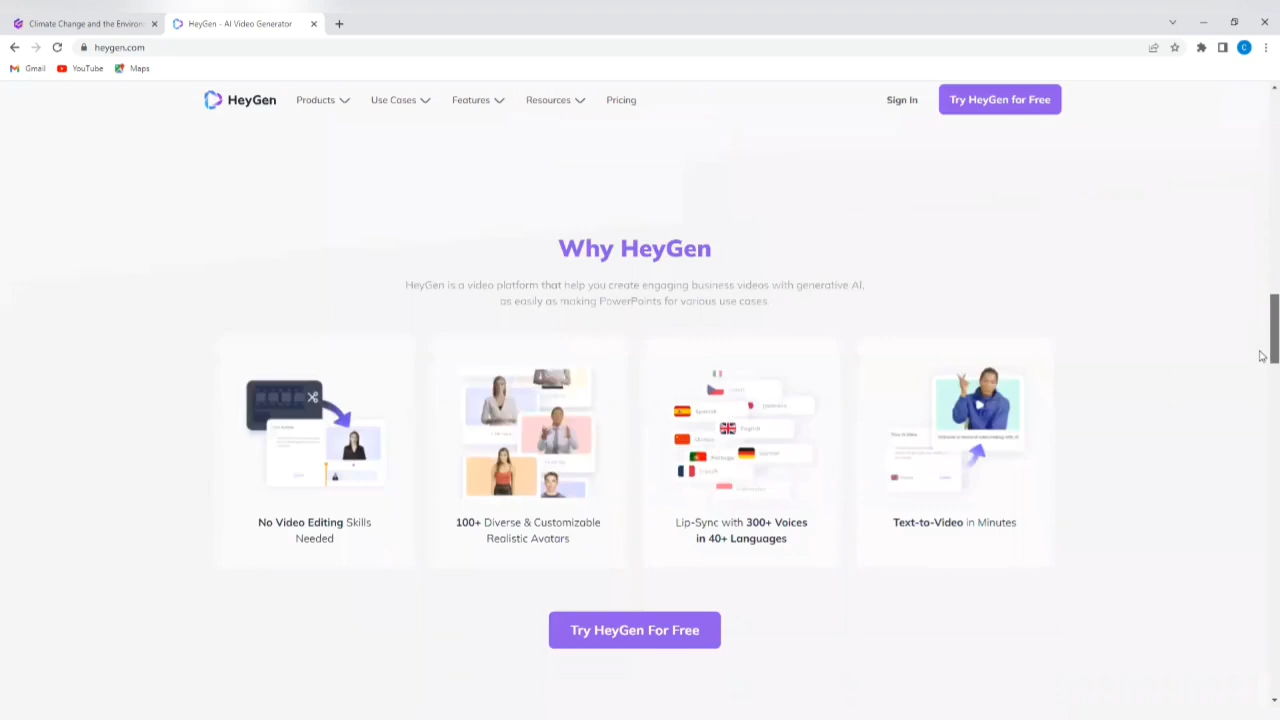 Climate Change and the Environ
HeyGen - AI Video Generator
heygen.com
C
Gmail
YouTube
Maps
HeyGen
Products
Use Cases
Features
Resources
Pricing
Sign In
Try HeyGen for Free
Why HeyGen
HeyGen is a video platform that help you create engaging business videos with generative AI,
as easily as making PowerPoints for various use cases.
Spanish
English
German
No Video Editing Skills
Needed
100+ Diverse & Customizable
Realistic Avatars
Lip-Sync with 300+ Voices
in 40+ Languages
Text-to-Video in Minutes
Try HeyGen For Free